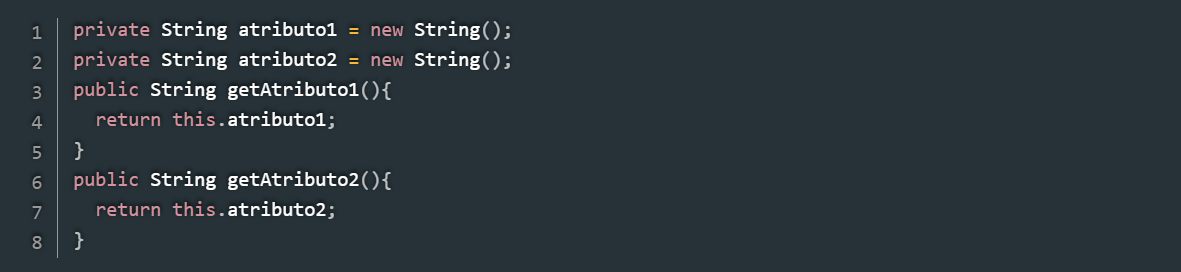 1 private String atributo1 = new String();
2 private String atributo2 = new String();
3 public String getAtributo1(){
4   return this.atributo1;
5 }
6 public String getAtributo2(){
7   return this.atributo2;
8 }